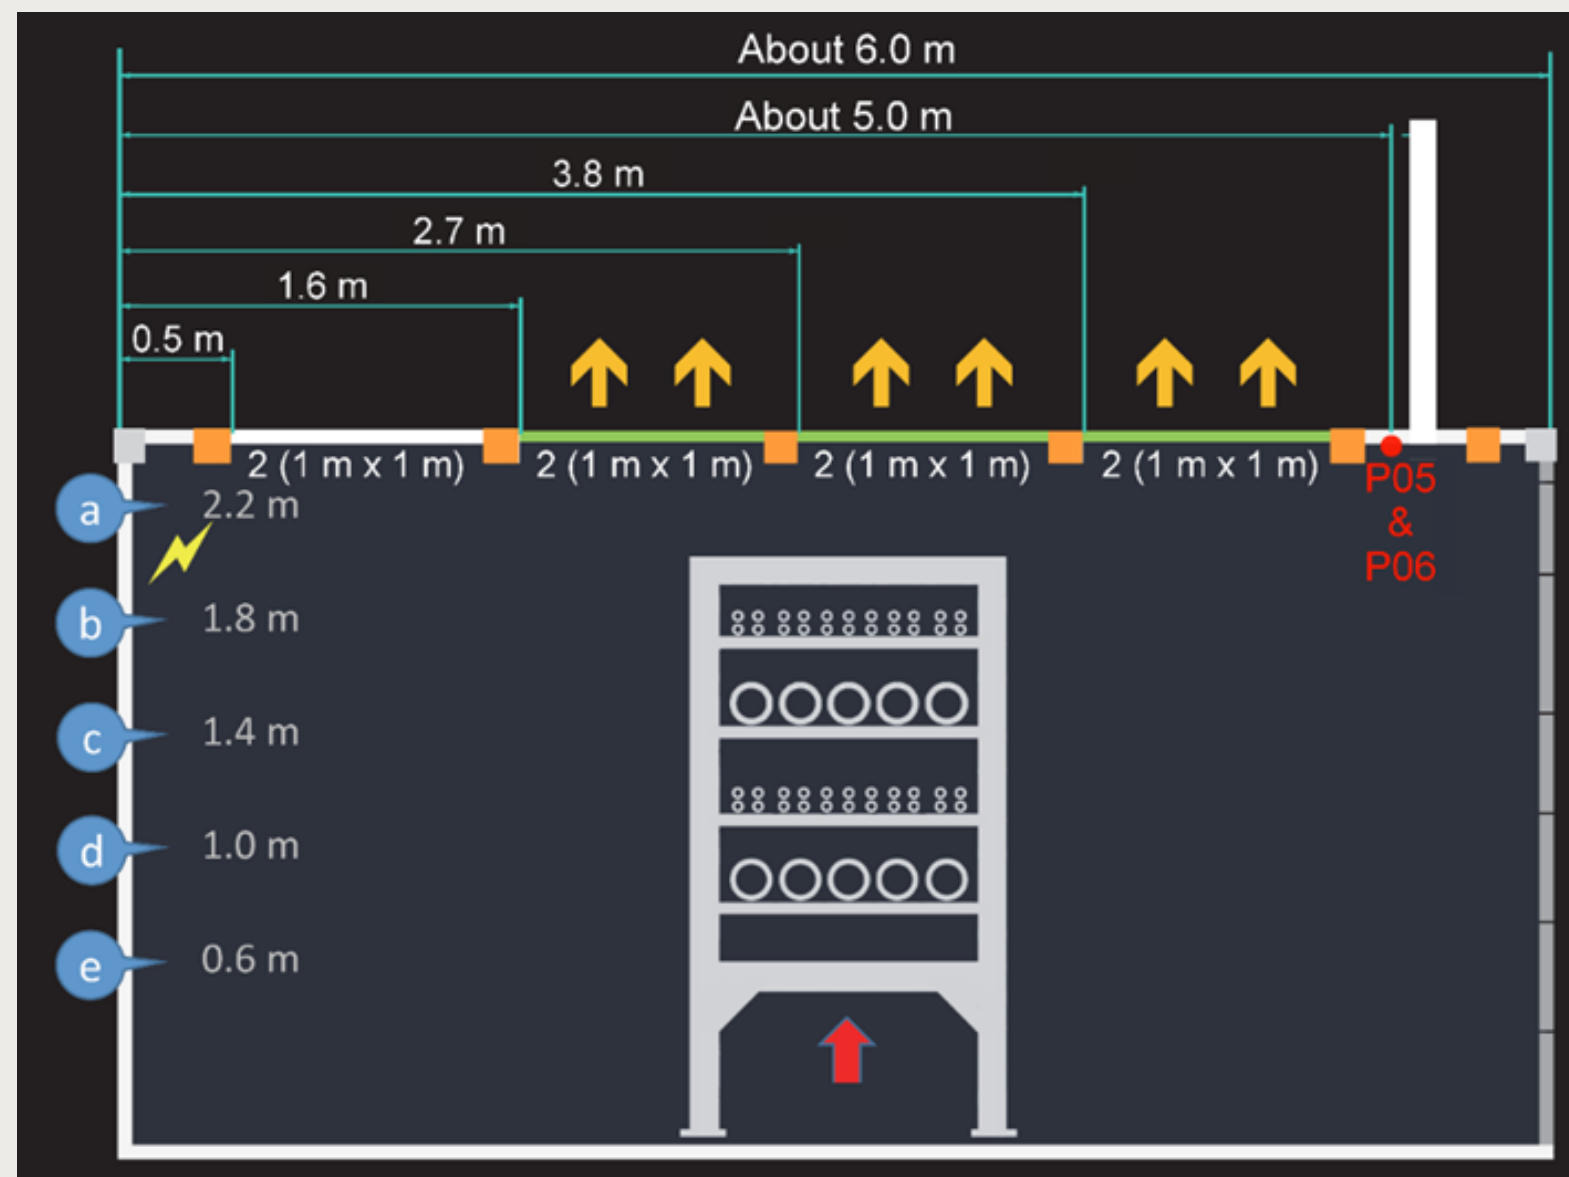 About 6.0 m
About 5.0 m
3.8 m
2.7 m
1.6 m
0.5 m
2 (1 m x 1 m) 2 (1 m x 1 m) 2 (1 m x 1 m) 2 (1 m x 1 m)
P05
&
P06
a 2.2 m
b 1.8 m
c 1.4 m
d 1.0 m
e 0.6 m